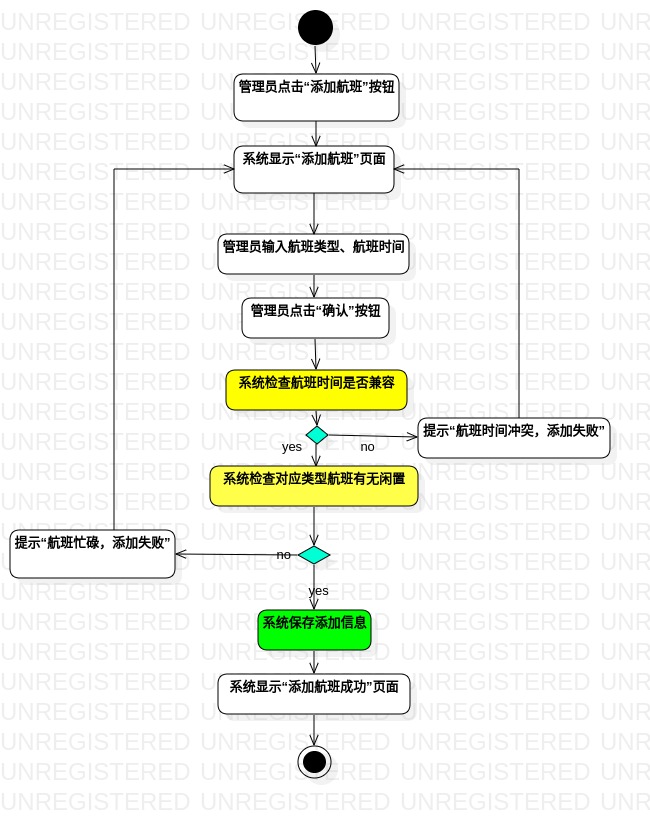 UNREGISTERED UNREGISTERED UNREGISTERED UNR
管理员点击“添加航班”按钮
系统显示“添加航班”页面
管理员输入航班类型、航班时间
管理员点击“确认”按钮
系统检查航班时间是否兼容
提示“航班时间冲突，添加失败”
yes
no
系统检查对应类型航班有无闲置
提示“航班忙碌，添加失败”
no
yes
系统保存添加信息
系统显示“添加航班成功”页面